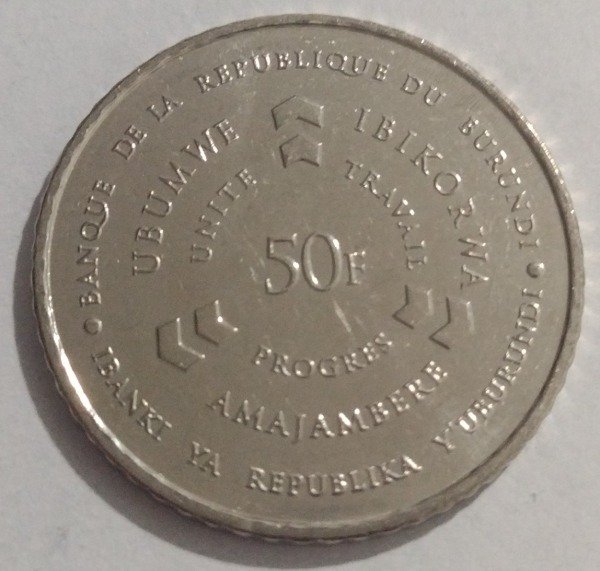 BANQUE DE LA REPUBLIQUE DU BURUNDI
UBUMWE IBIKORWA
UNITE TRAVAIL
50F
PROGRES
AMAJAMBERE
IBANKI YA REPUBLIKA Y'UBURUNDI